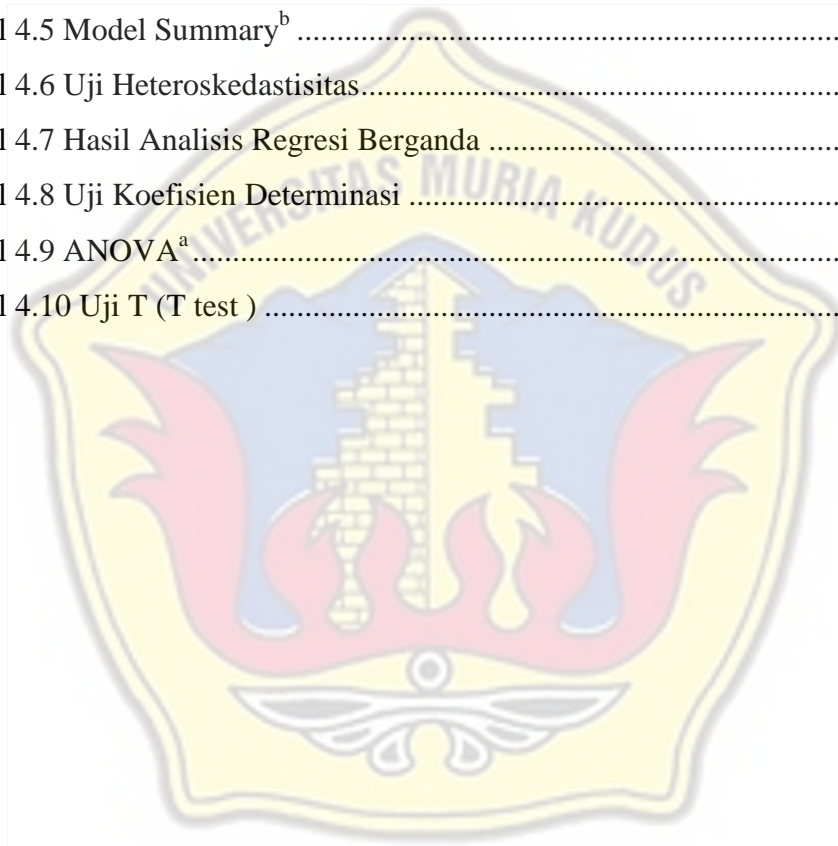 l 4.5 Model Summaryᵇ ....................................................................
l 4.6 Uji Heteroskedastisitas............................................................
l 4.7 Hasil Analisis Regresi Berganda ............................................
l 4.8 Uji Koefisien Determinasi ......................................................
l 4.9 ANOVAᵃ.................................................................................
l 4.10 Uji T (T test ) ........................................................................
UNIVERSITAS MURIA KUDUS